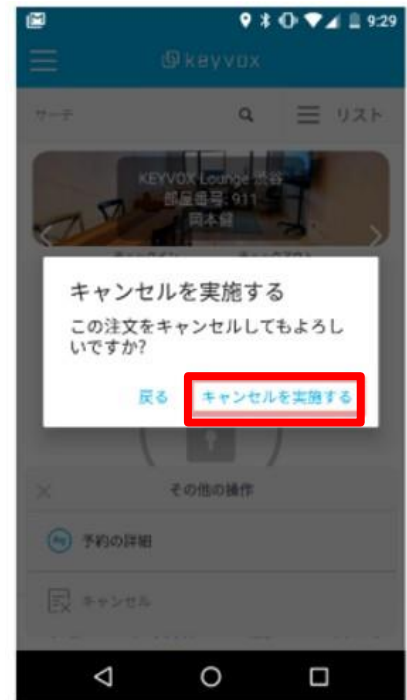 9:29
keyvox
サーチ
リスト
KEYVOX Lounge 渋谷
部屋番号: 911
岡本健
キャンセルを実施する
この注文をキャンセルしてもよろし
いですか?
戻る
キャンセルを実施する
その他の操作
予約の詳細
キャンセル